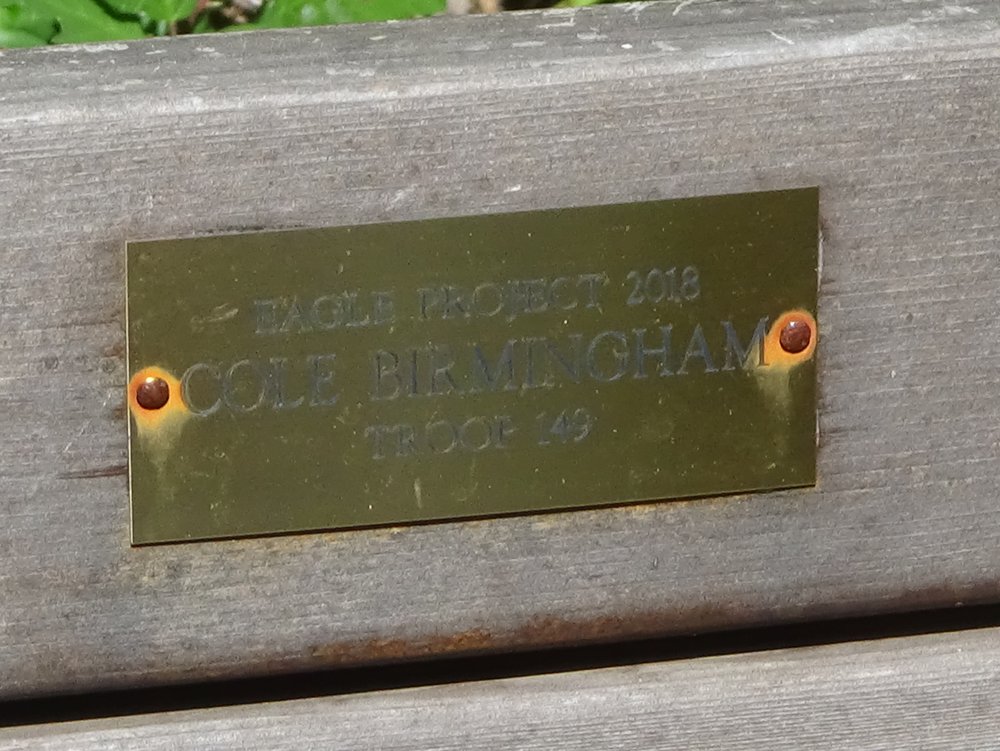 EAGLE PROJECT 2018
COLE BIRMINGHAM
TROOP 149